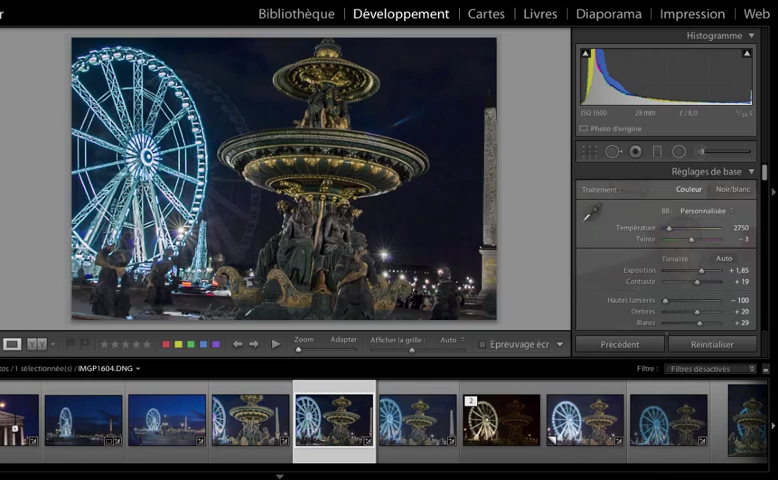 Bibliothèque | Développement | Cartes | Livres | Diaporama | Impression | Web
Histogramme
ISO 1600 28 mm ƒ / 8,0
Photo d'origine
Réglages de base
Traitement : Couleur Noir/blanc
BB : Personnalisée
Température 2750
Teinte - 3
Tonalité Auto
Exposition + 1,85
Contraste + 19
Hautes lumières - 100
Ombres + 20
Blancs + 29
Zoom Adapter Afficher la grille : Auto Epreuvage écr
Précédent Réinitialiser
/1 sélectionnée(s) /IMGP1604.DNG
Filtre : Filtres désactivés
2